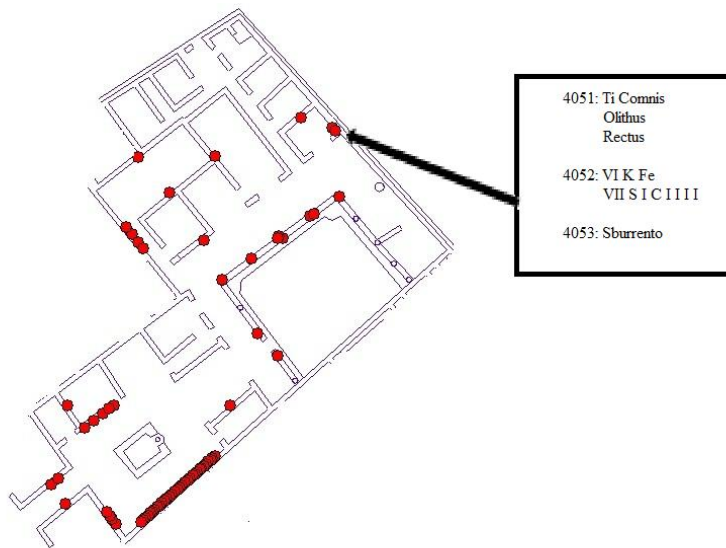 4051: Ti Comnis
Olithus
Rectus
4052: VI K Fe
VII S I C I I I I
4053: Sburrento